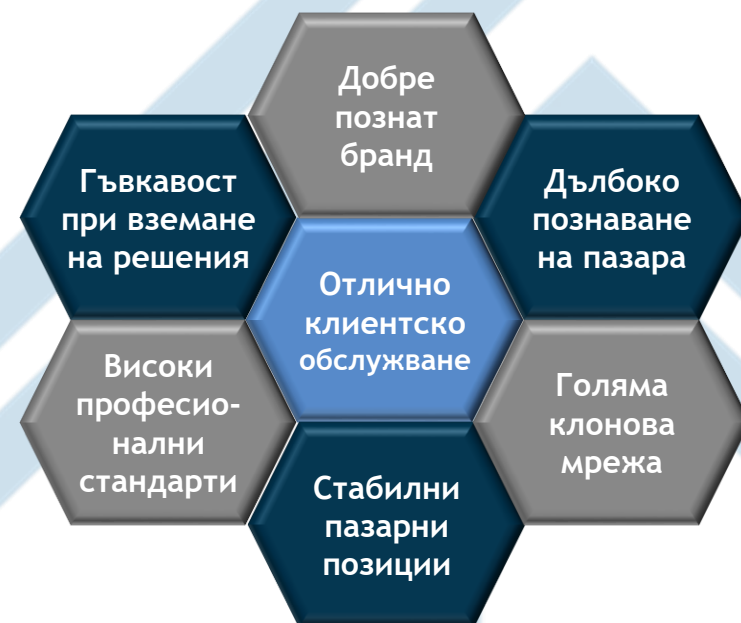 Добре
познат
бранд
Гъвкавост
при вземане
на решения
Дълбоко
познаване
на пазара
Отлично
клиентско
обслужване
Високи
професио-
нални
стандарти
Голяма
клонова
мрежа
Стабилни
пазарни
позиции